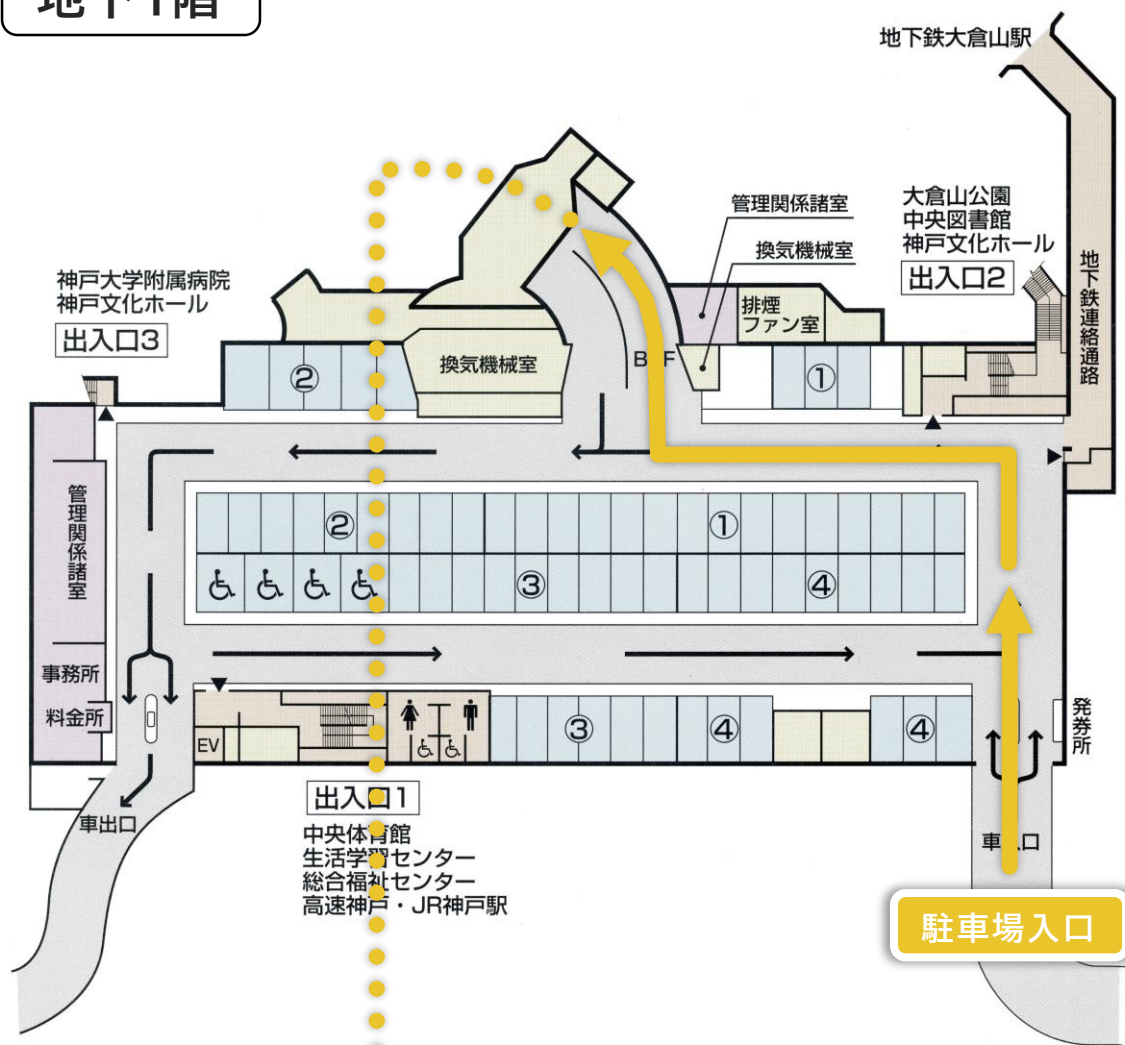 地下1階
地下鉄大倉山駅
管理関係諸室
換気機械室
大倉山公園
中央図書館
神戸文化ホール
出入口2
地下鉄連絡通路
神戸大学附属病院
神戸文化ホール
出入口3
排煙
ファン室
換気機械室
②
①
管理関係諸室
②
①
③
④
事務所
料金所
EV
③
④
④
発券所
出入口1
中央体育館
生活学習センター
総合福祉センター
高速神戸・JR神戸駅
車出口
車入口
駐車場入口